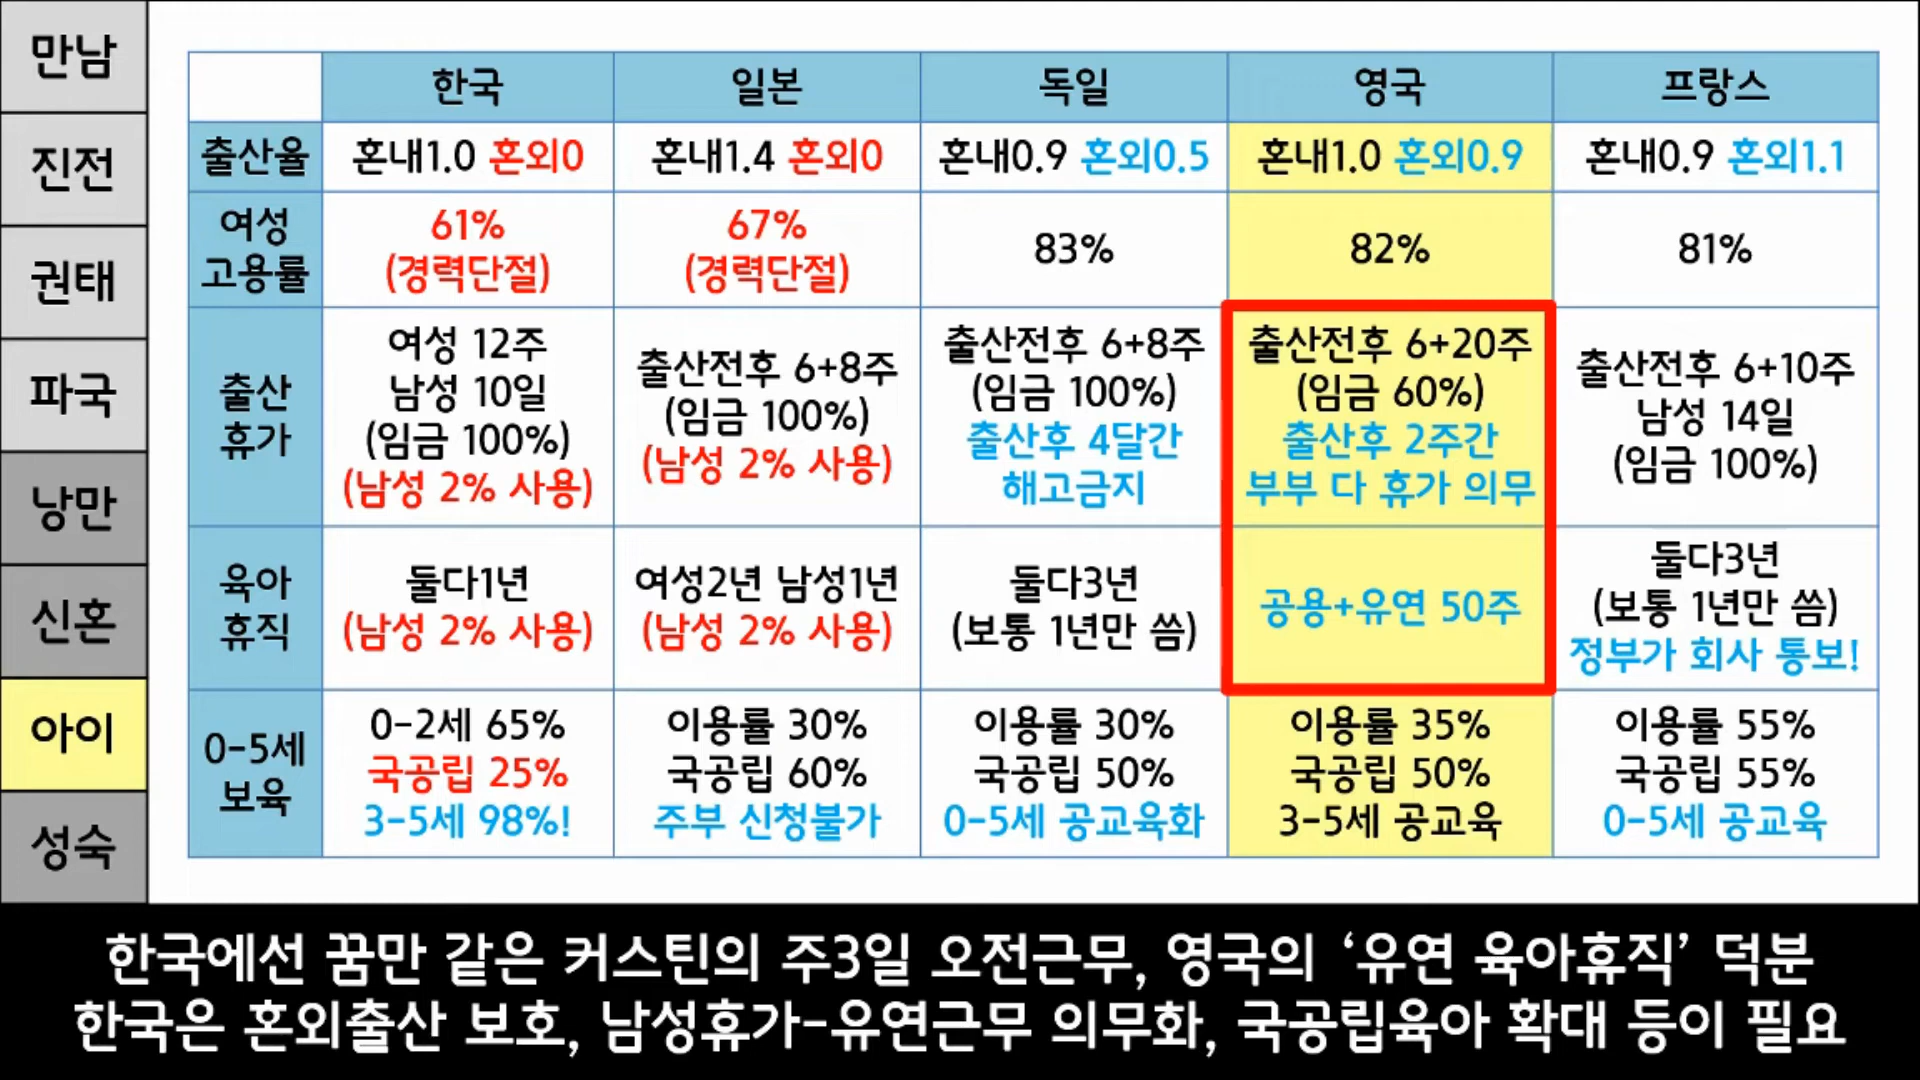 만남
진전
권태
파국
낭만
신혼
아이
성숙
한국 일본 독일 영국 프랑스
출산율 혼내1.0 혼외0 혼내1.4 혼외0 혼내0.9 혼외0.5 혼내1.0 혼외0.9 혼내0.9 혼외1.1
여성
고용률
61%
(경력단절)
67%
(경력단절)
83%
82%
81%
출산
휴가
여성 12주
남성 10일
(임금 100%)
(남성 2% 사용)
출산전후 6+8주
(임금 100%)
(남성 2% 사용)
출산전후 6+8주
(임금 100%)
출산후 4달간
해고금지
출산전후 6+20주
(임금 60%)
출산후 2주간
부부 다 휴가 의무
출산전후 6+10주
남성 14일
(임금 100%)
육아
휴직
둘다1년
(남성 2% 사용)
여성2년 남성1년
(남성 2% 사용)
둘다3년
(보통 1년만 씀)
공용+유연 50주
둘다3년
(보통 1년만 씀)
정부가 회사 통보!
0-5세
보육
0-2세 65%
국공립 25%
3-5세 98%!
이용률 30%
국공립 60%
주부 신청불가
이용률 30%
국공립 50%
0-5세 공교육화
이용률 35%
국공립 50%
3-5세 공교육
이용률 55%
국공립 55%
0-5세 공교육
한국에선 꿈만 같은 커스틴의 주3일 오전근무, 영국의 ‘유연 육아휴직’ 덕분
한국은 혼외출산 보호, 남성휴가-유연근무 의무화, 국공립육아 확대 등이 필요